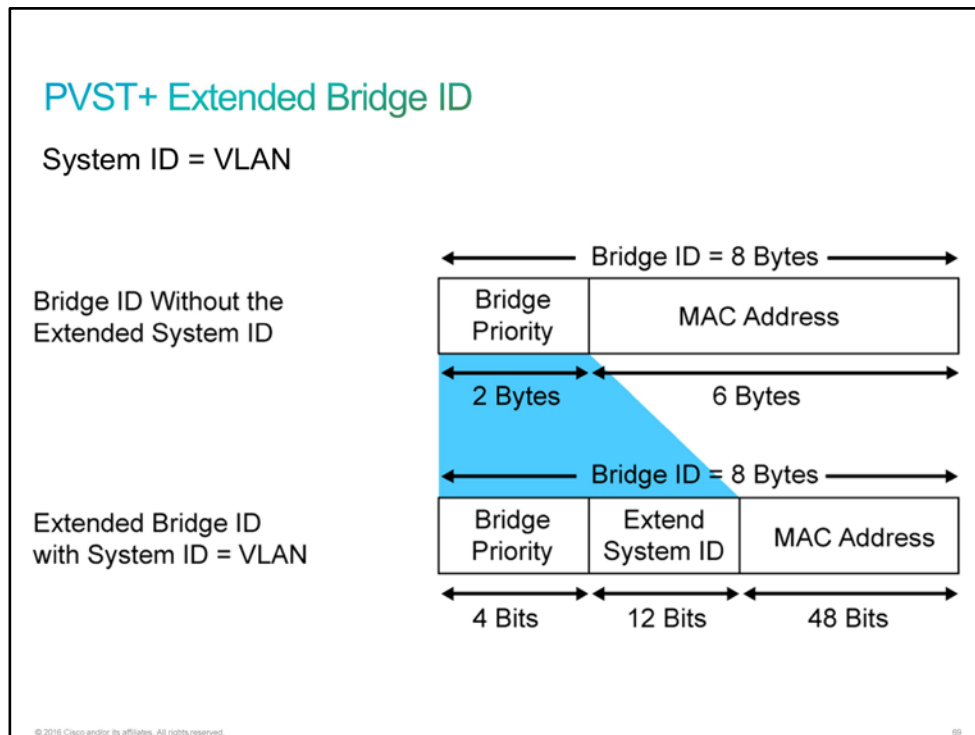 PVST+ Extended Bridge ID
System ID = VLAN
Bridge ID Without the
Extended System ID
Bridge ID = 8 Bytes
Bridge
Priority
MAC Address
2 Bytes
6 Bytes
Extended Bridge ID
with System ID = VLAN
Bridge ID = 8 Bytes
Bridge
Priority
Extend
System ID
MAC Address
4 Bits
12 Bits
48 Bits
© 2016 Cisco and/or its affiliates. All rights reserved.
69